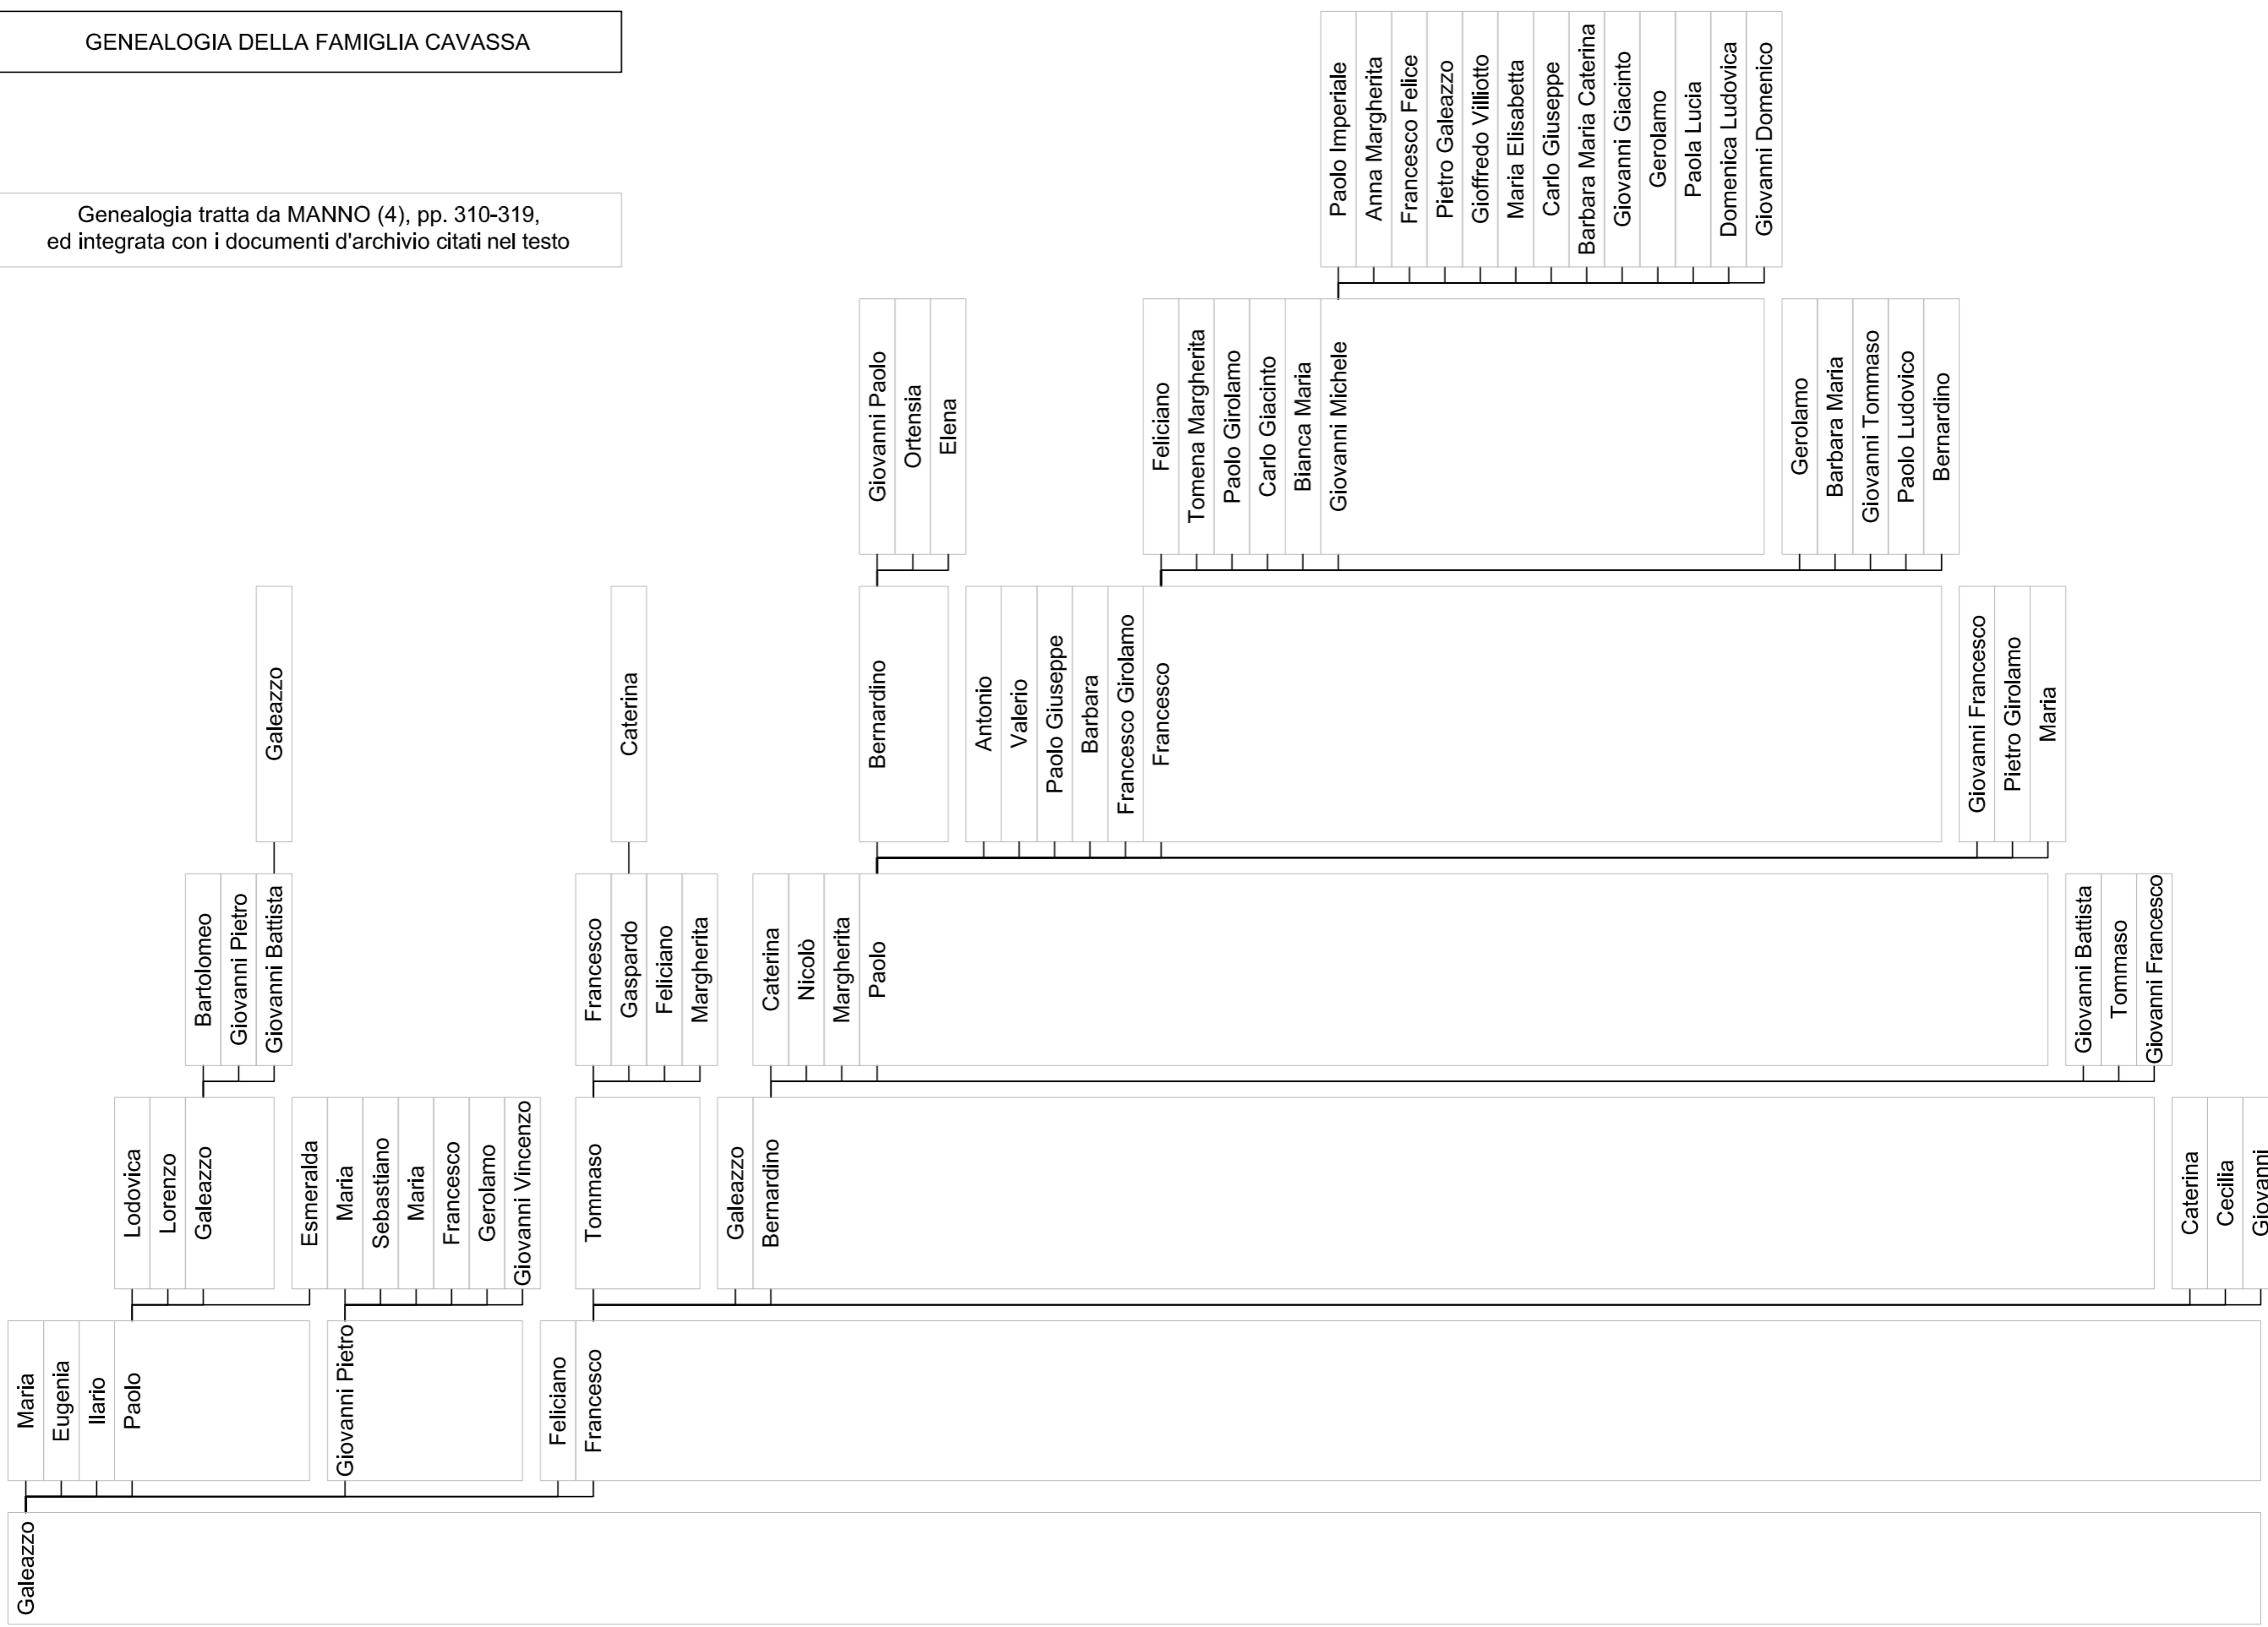 GENEALOGIA DELLA FAMIGLIA CAVASSA
Genealogia tratta da MANNO (4), pp. 310-319,
ed integrata con i documenti d'archivio citati nel testo
Paolo Imperiale
Anna Margherita
Francesco Felice
Pietro Galeazzo
Gioffredo Villiotto
Maria Elisabetta
Carlo Giuseppe
Barbara Maria Caterina
Giovanni Giacinto
Gerolamo
Paola Lucia
Domenica Ludovica
Giovanni Domenico
Giovanni Paolo
Ortensia
Elena
Feliciano
Tomena Margherita
Paolo Girolamo
Carlo Giacinto
Bianca Maria
Giovanni Michele
Gerolamo
Barbara Maria
Giovanni Tommaso
Paolo Ludovico
Bernardino
Galeazzo
Caterina
Bernardino
Antonio
Valerio
Paolo Giuseppe
Barbara
Francesco Girolamo
Francesco
Giovanni Francesco
Pietro Girolamo
Maria
Bartolomeo
Giovanni Pietro
Giovanni Battista
Francesco
Gaspardo
Feliciano
Margherita
Caterina
Nicolò
Margherita
Paolo
Giovanni Battista
Tommaso
Giovanni Francesco
Lodovica
Lorenzo
Galeazzo
Esmeralda
Maria
Sebastiano
Maria
Francesco
Gerolamo
Giovanni Vincenzo
Tommaso
Galeazzo
Bernardino
Caterina
Cecilia
Giovanni
Maria
Eugenia
Ilario
Paolo
Giovanni Pietro
Feliciano
Francesco
Galeazzo